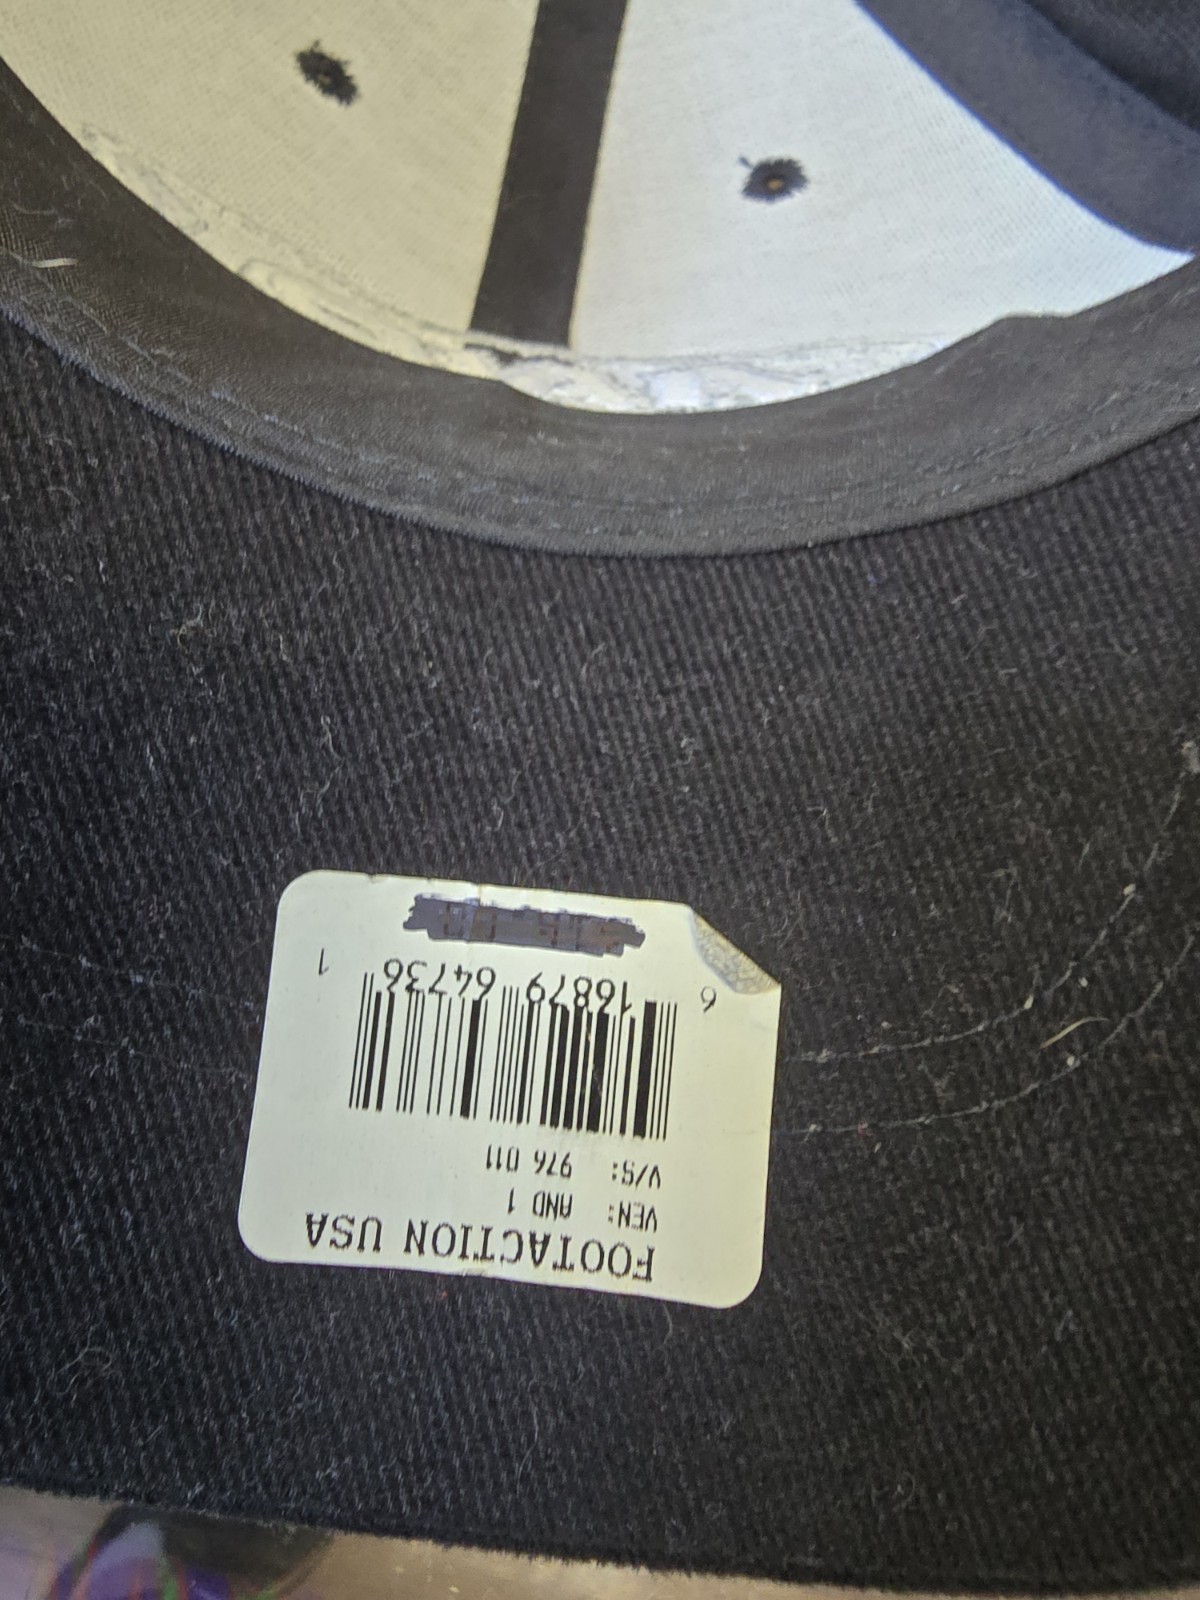 FOOTACTION USA
VEN: AND 1
V/S: 976 011
6 16879 64736 1